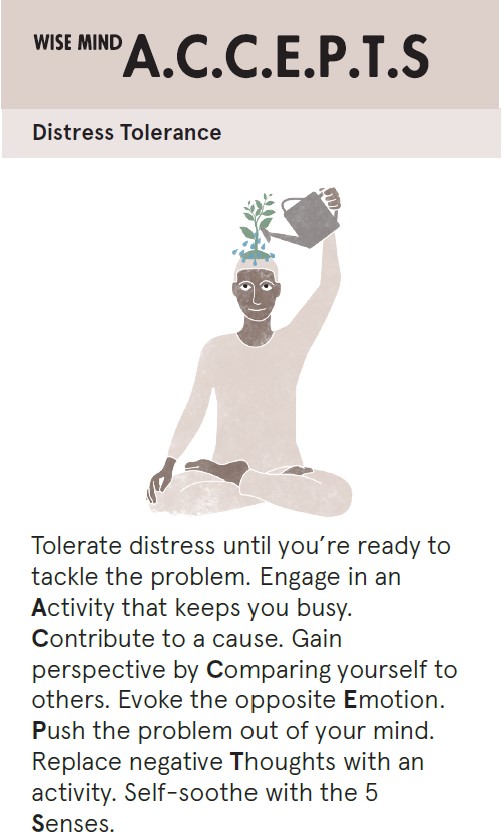 WISE MIND A.C.C.E.P.T.S
Distress Tolerance
Tolerate distress until you’re ready to
tackle the problem. Engage in an
Activity that keeps you busy.
Contribute to a cause. Gain
perspective by Comparing yourself to
others. Evoke the opposite Emotion.
Push the problem out of your mind.
Replace negative Thoughts with an
activity. Self-soothe with the 5
Senses.